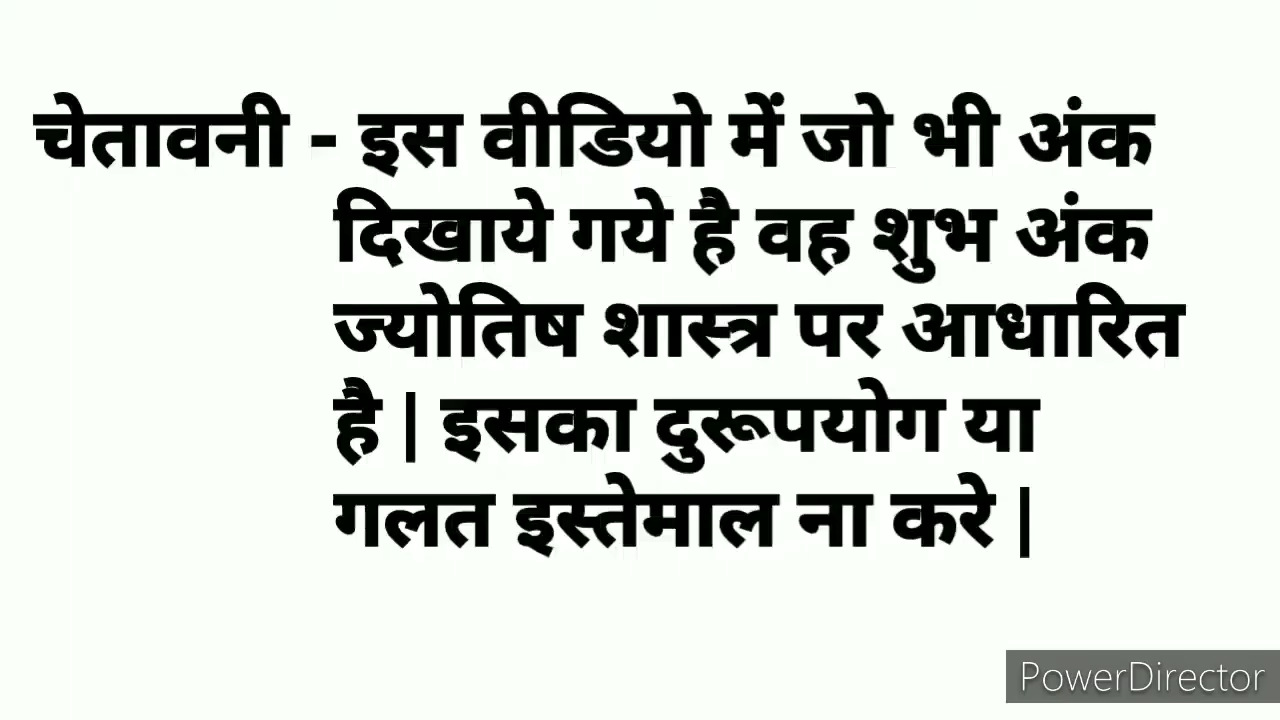 चेतावनी - इस वीडियो में जो भी अंक
दिखाये गये है वह शुभ अंक
ज्योतिष शास्त्र पर आधारित
है | इसका दुरूपयोग या
गलत इस्तेमाल ना करे |
PowerDirector